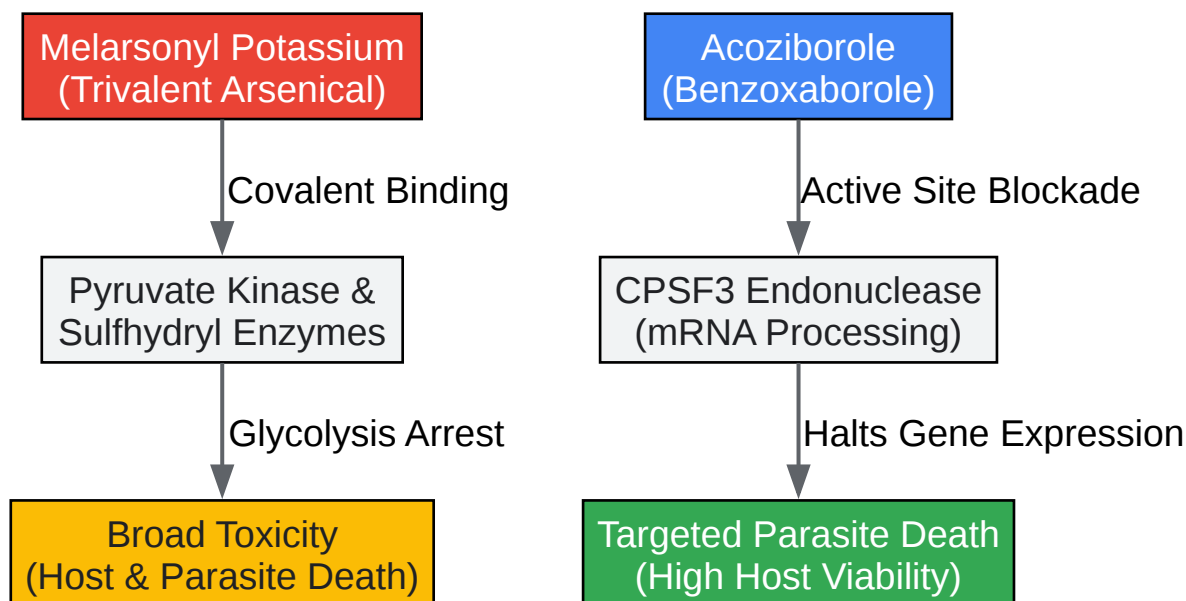 Melarsonyl Potassium
(Trivalent Arsenical)
Covalent Binding
Pyruvate Kinase &
Sulfhydryl Enzymes
Glycolysis Arrest
Broad Toxicity
(Host & Parasite Death)
Acoziborole
(Benzoxaborole)
Active Site Blockade
CPSF3 Endonuclease
(mRNA Processing)
Halts Gene Expression
Targeted Parasite Death
(High Host Viability)